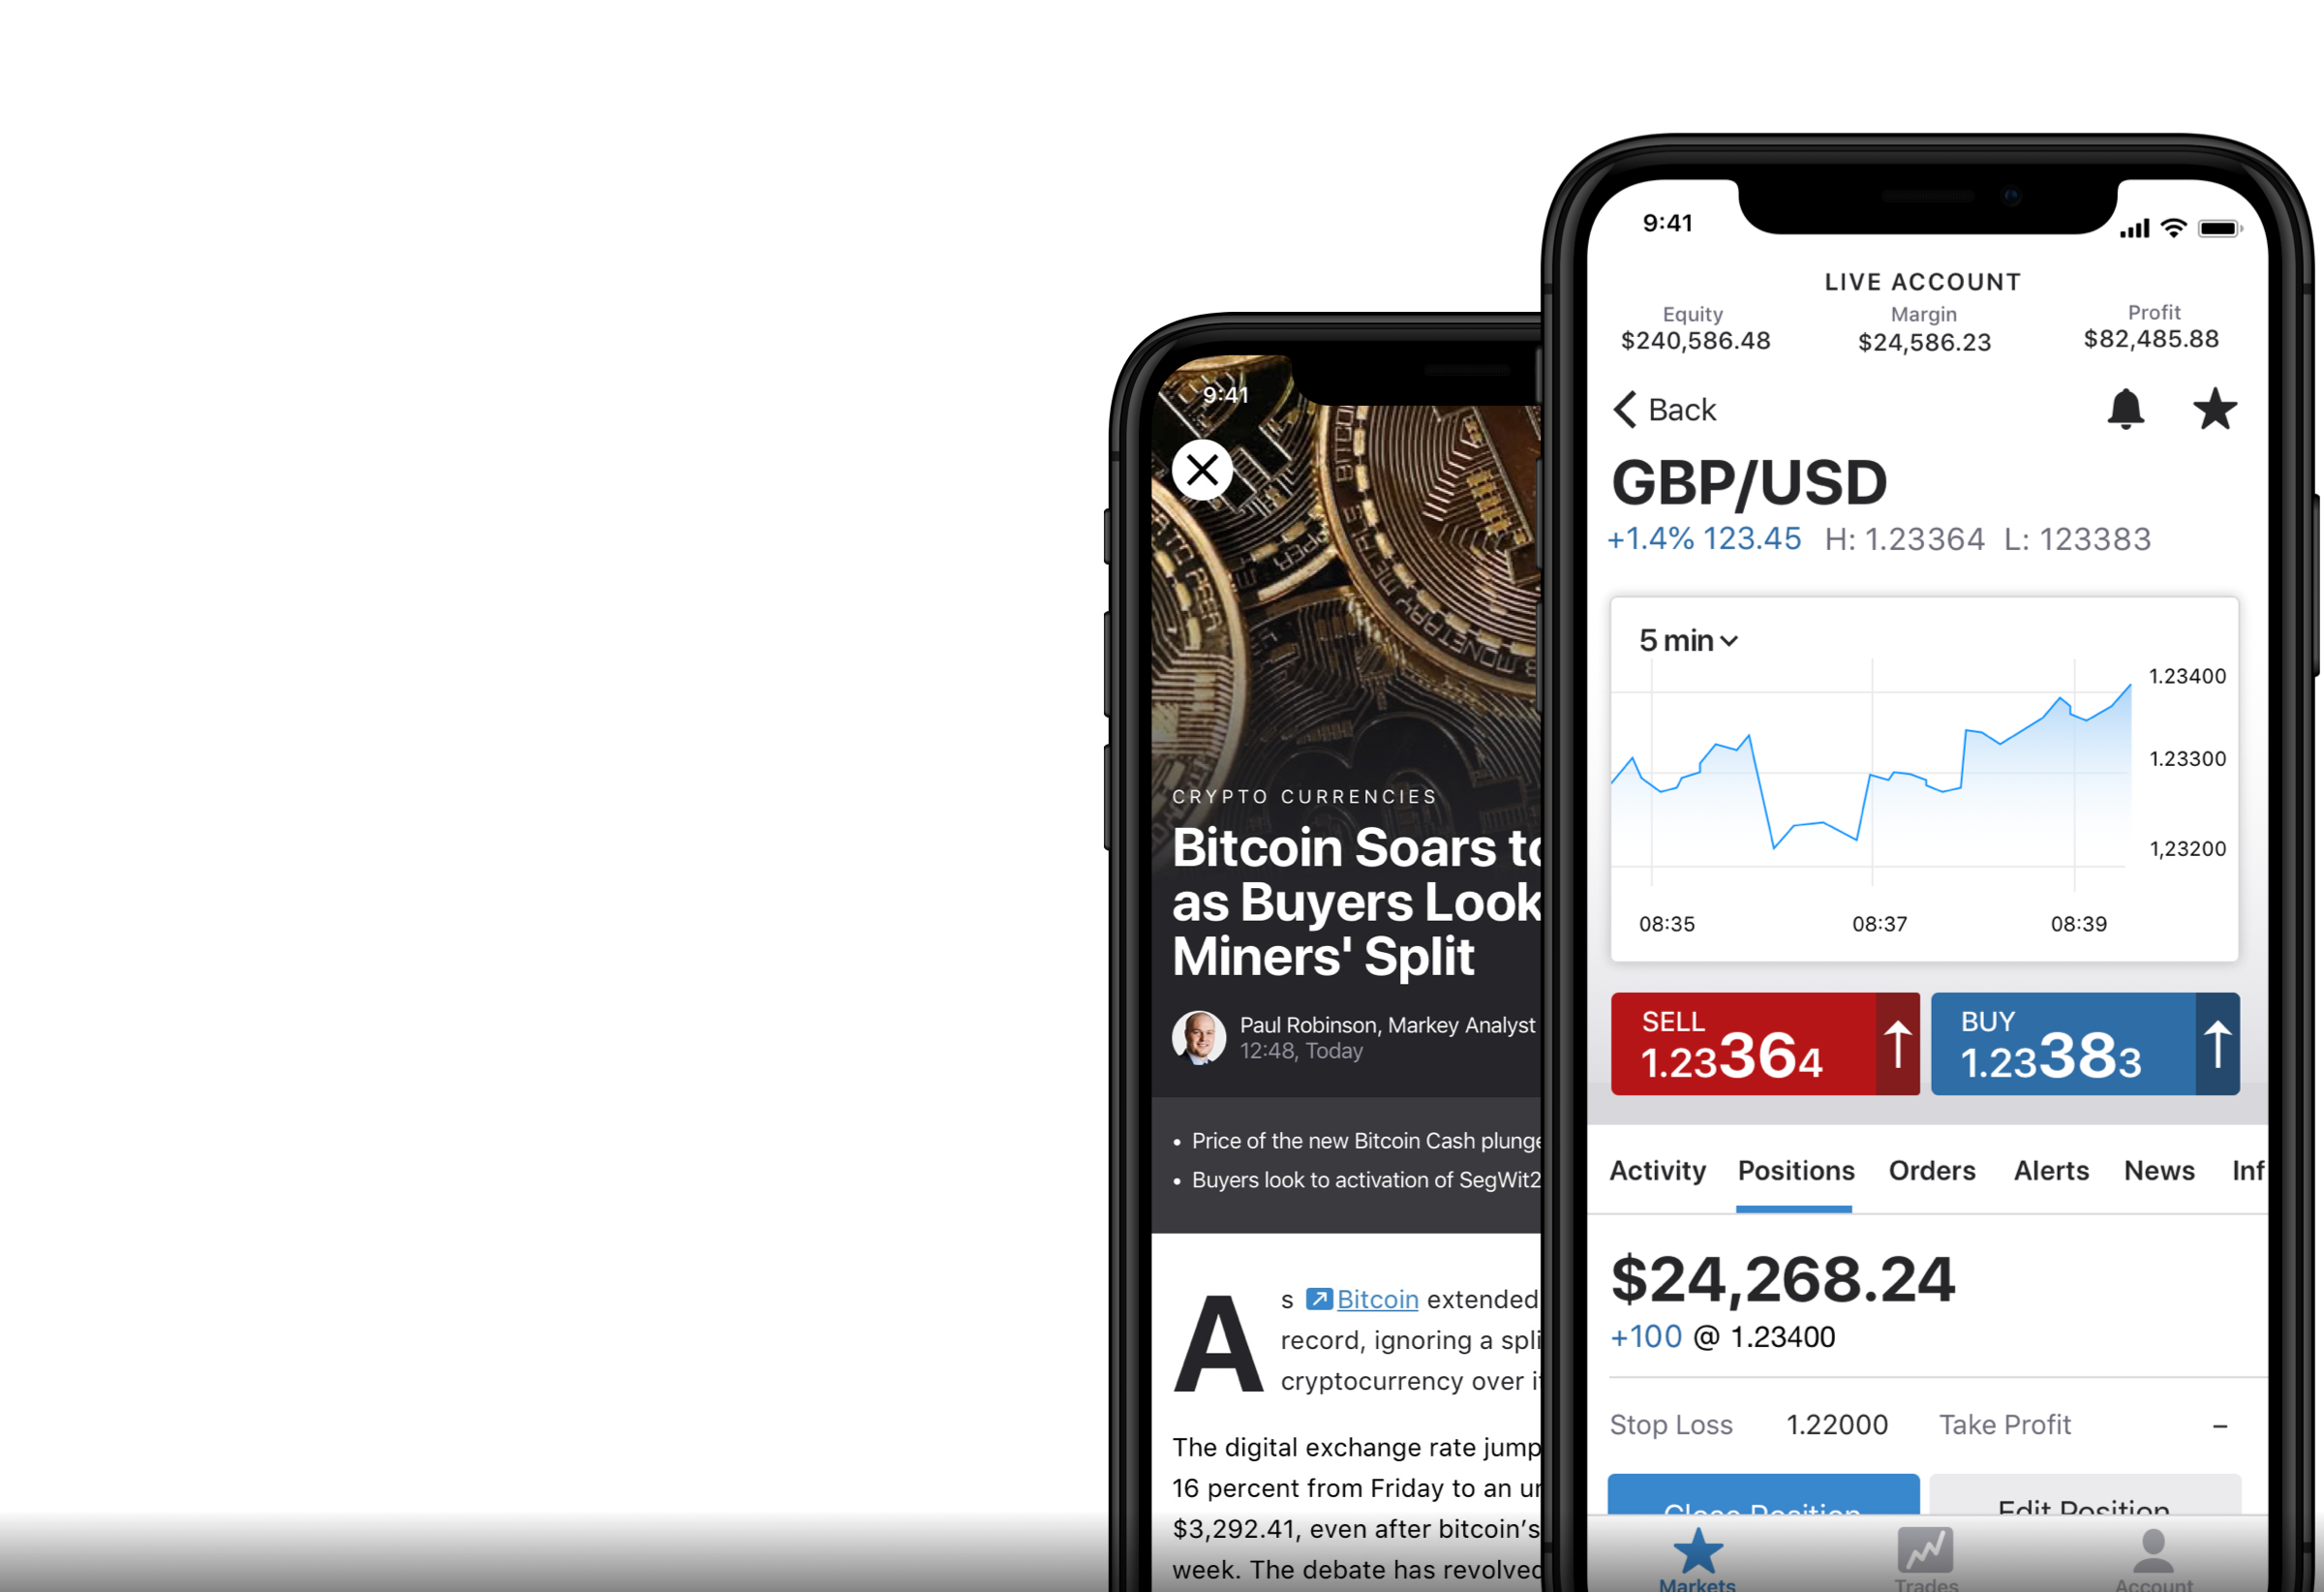 9:41
CRYPTO CURRENCIES
Bitcoin Soars to
as Buyers Look
Miners' Split
Paul Robinson, Markey Analyst
12:48, Today
• Price of the new Bitcoin Cash plunge
• Buyers look to activation of SegWit2
As Bitcoin extended
record, ignoring a spli
cryptocurrency over i
The digital exchange rate jump
16 percent from Friday to an un
$3,292.41, even after bitcoin's
week. The debate has revolved
9:41
LIVE ACCOUNT
Equity Margin Profit
$240,586.48 $24,586.23 $82,485.88
Back
GBP/USD
+1.4% 123.45 H: 1.23364 L: 123383
5 min
1.23400
1.23300
1,23200
08:35 08:37 08:39
SELL
1.23364
BUY
1.23383
Activity Positions Orders Alerts News Inf
$24,268.24
+100 @ 1.23400
Stop Loss 1.22000 Take Profit –
Close Position Edit Position
Markets Trades Account